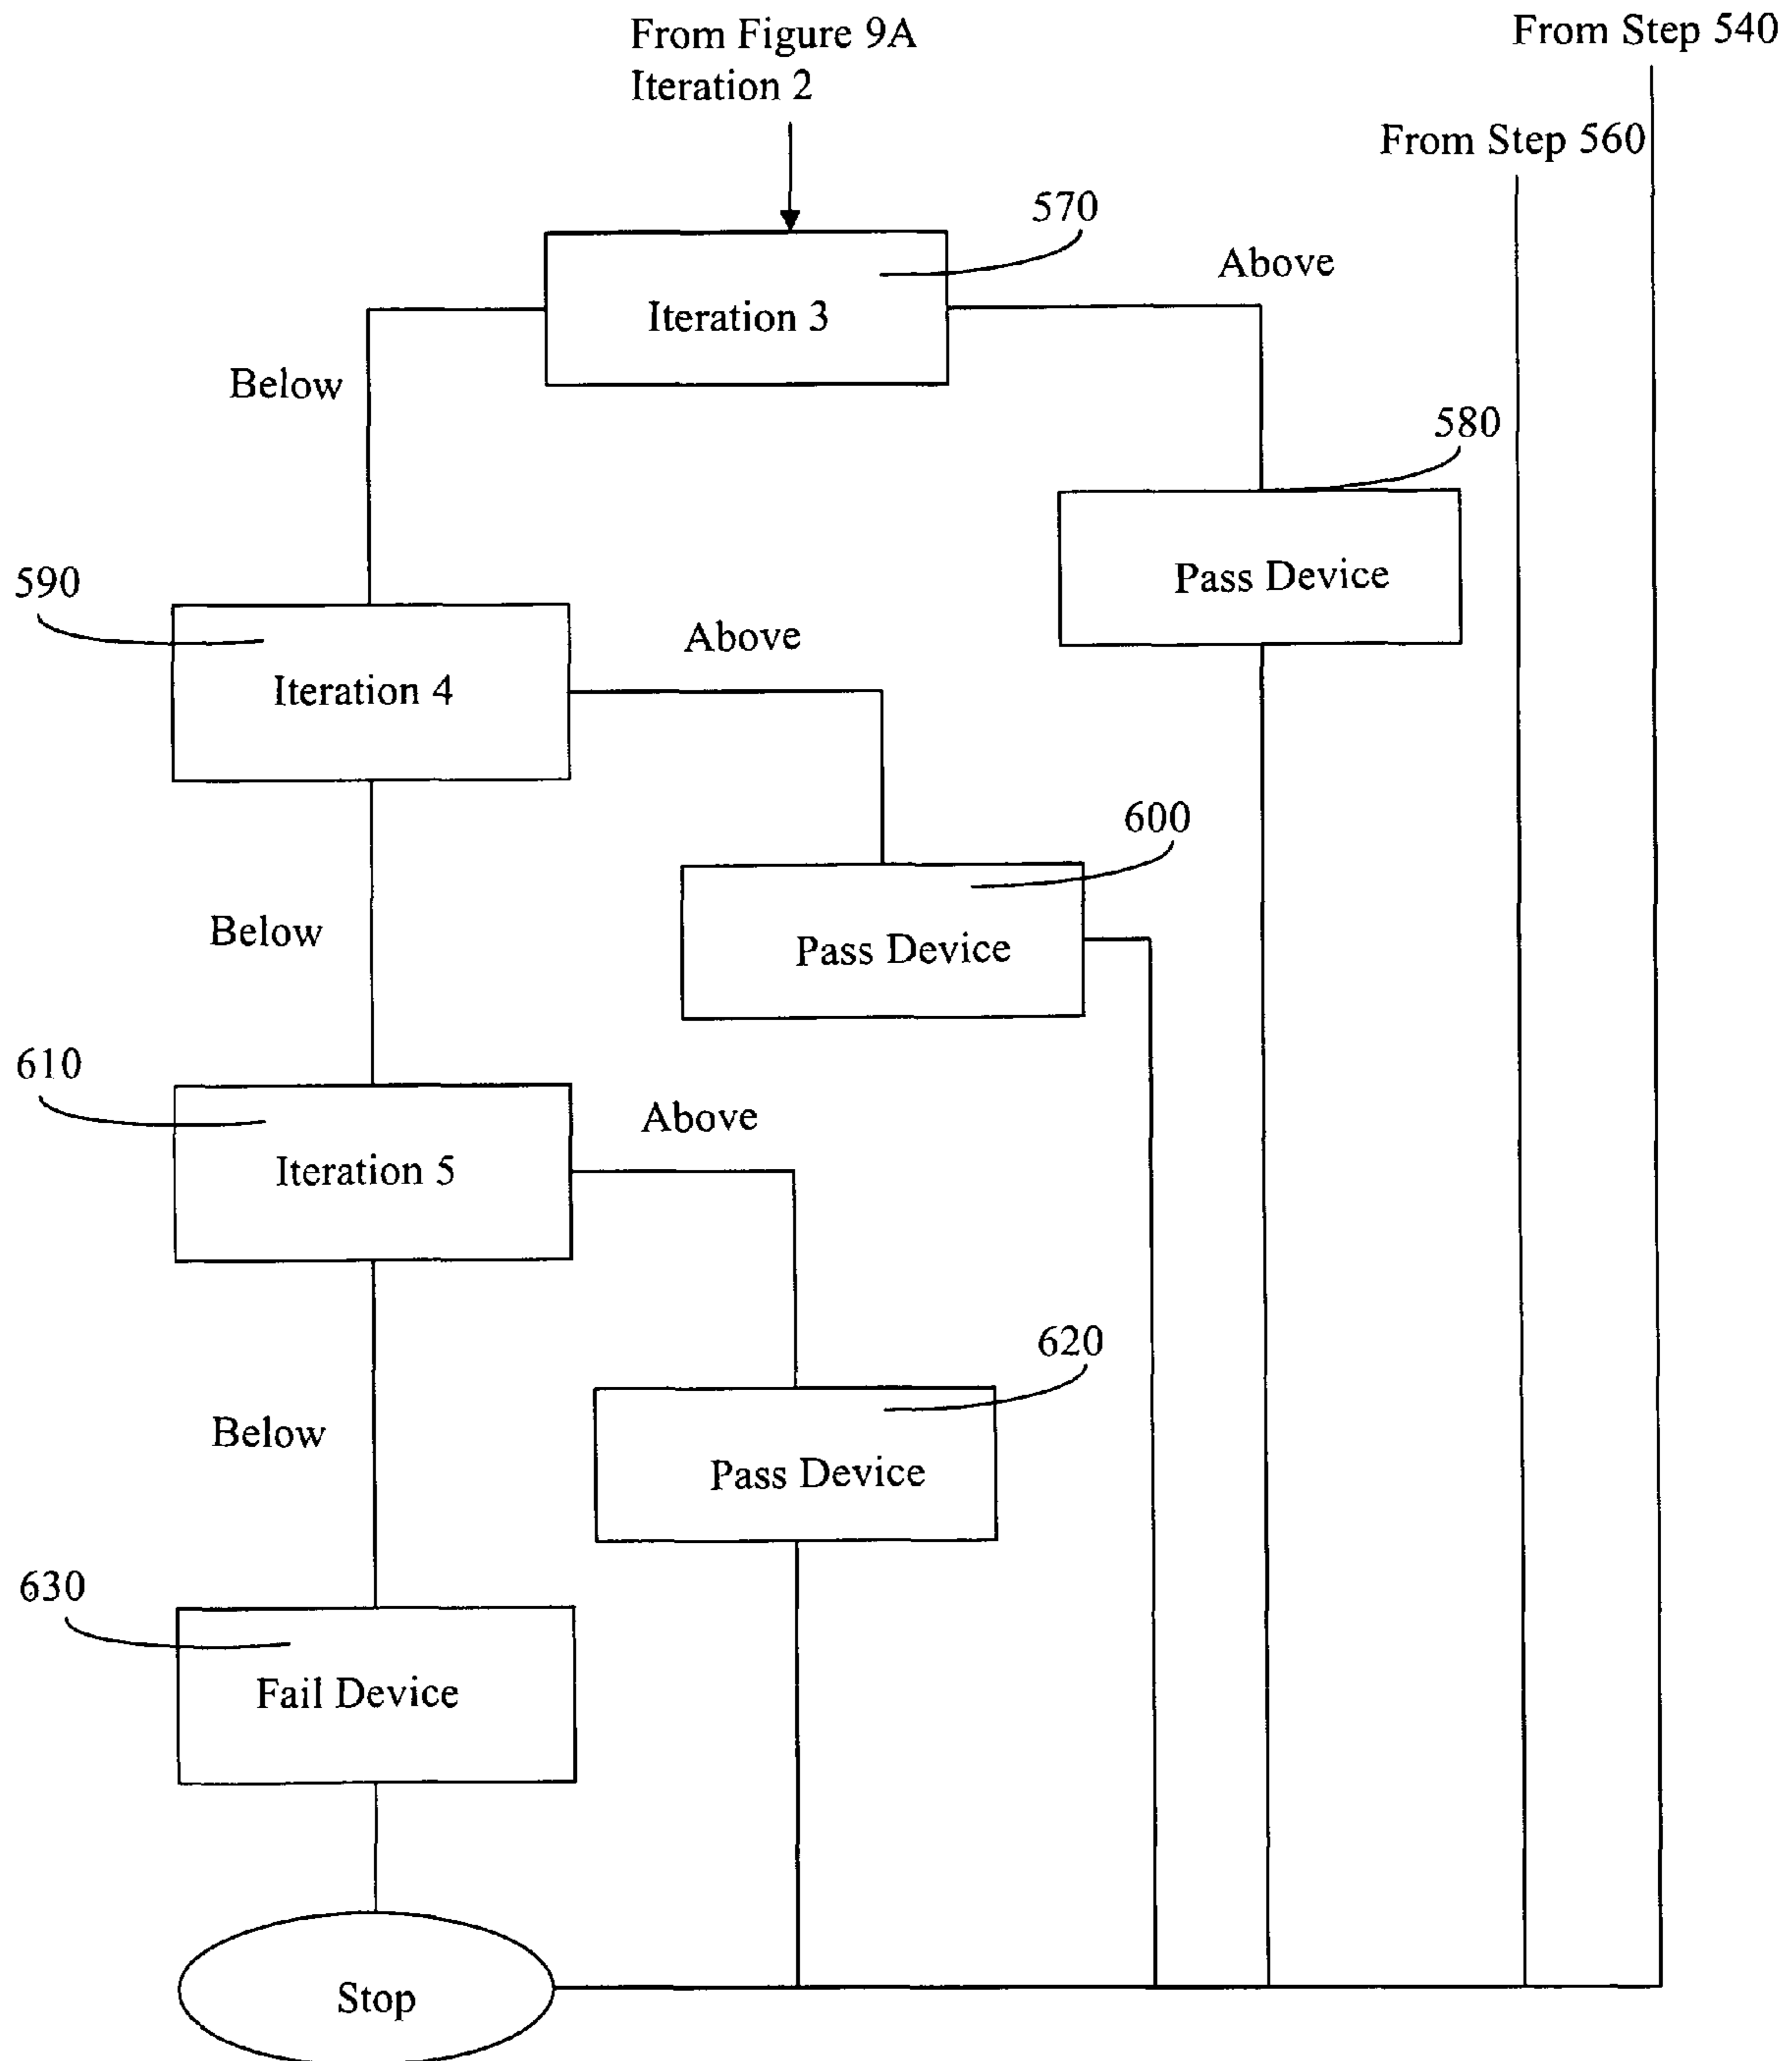 From Figure 9A
Iteration 2
From Step 540
From Step 560
570
Above
Iteration 3
Below
580
Pass Device
590
Above
Iteration 4
600
Below
Pass Device
610
Above
Iteration 5
620
Below
Pass Device
630
Fail Device
Stop